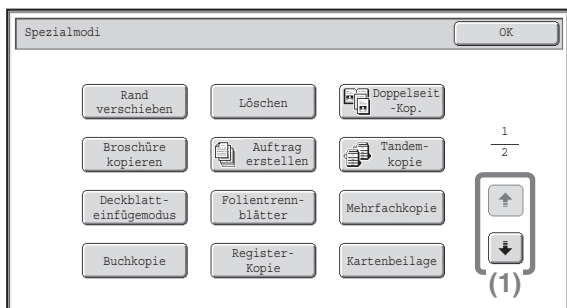 Spezialmodi
OK
Rand
verschieben
Löschen
Doppelseit
-Kop.
Broschüre
kopieren
Auftrag
erstellen
Tandem-
kopie
1
2
Deckblatt-
einfügemodus
Folientrenn-
blätter
Mehrfachkopie
Buchkopie
Register-
Kopie
Kartenbeilage
(1)